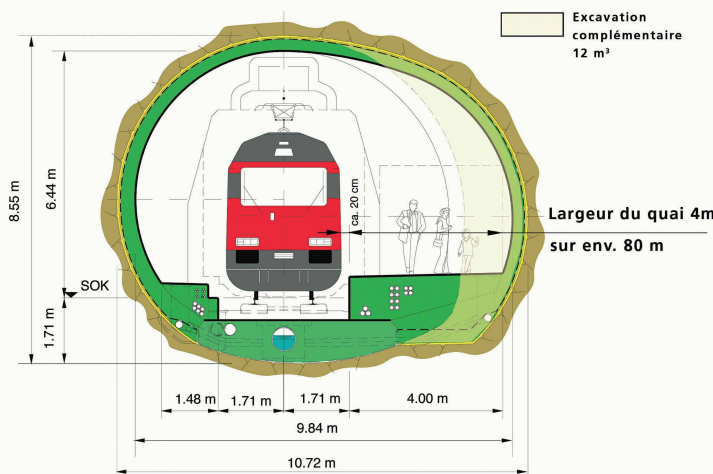 Excavation
complémentaire
12 m³
8.55 m
6.44 m
ca. 20 cm
Largeur du quai 4m
sur env. 80 m
SOK
1.71 m
1.48 m
1.71 m
1.71 m
4.00 m
9.84 m
10.72 m